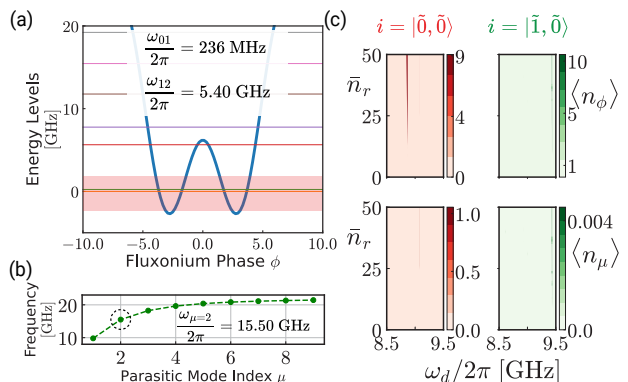 (a)
Energy Levels
[GHz]
20
10
0
ω01/2π = 236 MHz
ω12/2π = 5.40 GHz
−10.0 −5.0 0.0 5.0 10.0
Fluxonium Phase ϕ
(b)
Frequency
[GHz]
20
10
ωμ=2/2π = 15.50 GHz
2 4 6 8
Parasitic Mode Index μ
(c)
i = |0̃, 0̃⟩
i = |1̃, 0̃⟩
n̄r
50
0
9
6
3
0
10
5
1
⟨nϕ⟩
n̄r
50
25
0
1.0
0.5
0.0
0.004
0.0
⟨nμ⟩
8.5 9.5 8.5 9.5
ωd/2π [GHz]